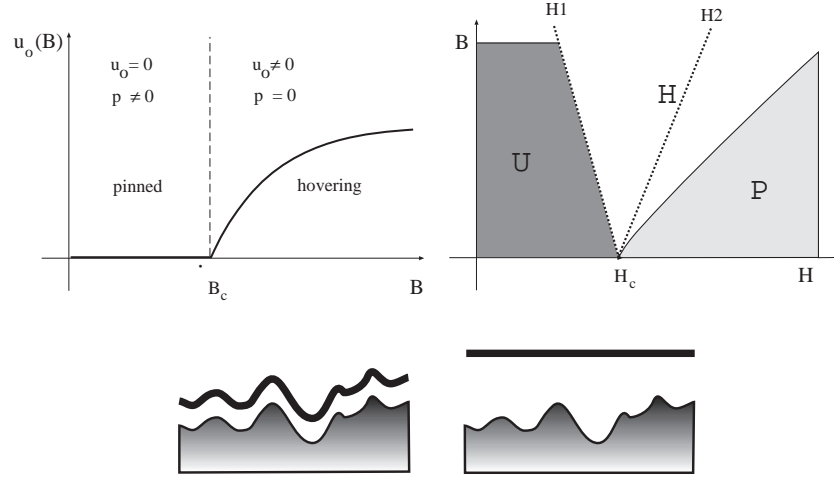 u_o(B)
u_o = 0
p ≠ 0
u_o ≠ 0
p = 0
pinned
hovering
B_c
B
H1
H2
B
H
U
P
H_c
H